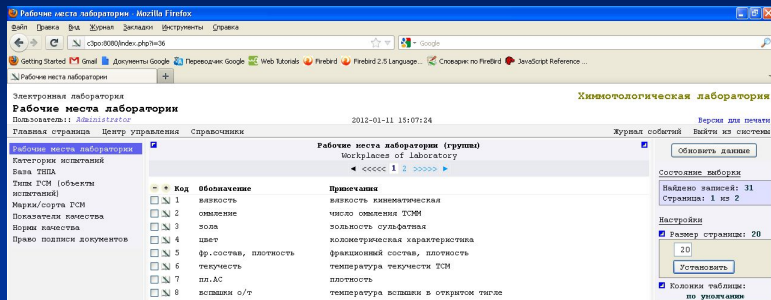 Рабочие места лаборатории - Mozilla Firefox
Файл Правка Вид Журнал Закладки Инструменты Справка
c3po:8080/index.php?i=36
Google
Getting Started Gmail Документы Google Переводчик Google Web Tutorials Firebird Firebird 2.5 Language... Словарик по FireBird JavaScript Reference ...
Рабочие места лаборатории +
Электронная лаборатория Химмотологическая лаборатория
Рабочие места лаборатории
Пользователь:: Administrator 2012-01-11 15:07:24 Версия для печати
Главная страница Центр управления Справочники Журнал событий Выйти из системы
Рабочие места лаборатории
Категории испытаний
База ТНПА
Типы ГСМ (объекты
испытаний)
Марки/сорта ГСМ
Показатели качества
Нормы качества
Право подписи документов
Рабочие места лаборатории (группы)
Workplaces of laboratory
◄ <<<<< 1 2 >>>>> ►
- + Код Обозначение Примечания
1 вязкость вязкость кинематическая
2 омыление число омыления ТСММ
3 зола зольность сульфатная
4 цвет колометрическая характеристика
5 фр.состав, плотность фракционный состав, плотность
6 текучесть температура текучести ТСМ
7 пл.АС плотность
8 вспышки о/т температура вспышки в открытом тигле
Обновить данные
Состояние выборки
Найдено записей: 31
Страница: 1 из 2
Настройки
Размер страницы: 20
20
Установить
Колонки таблицы:
по умолчанию